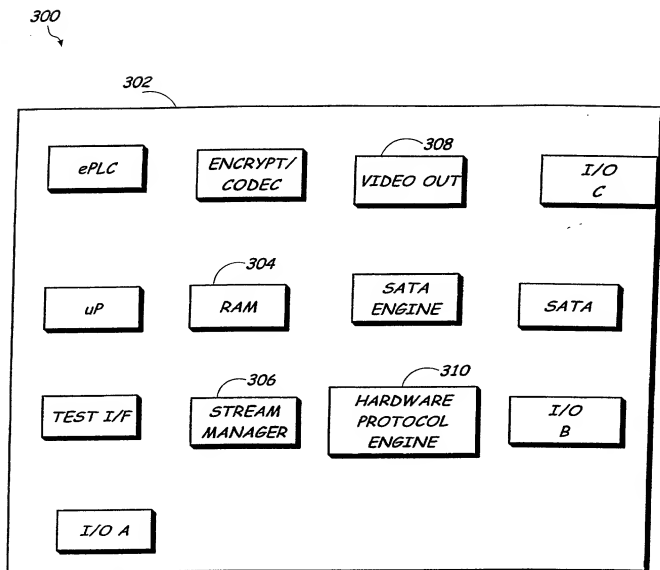 300
302
ePLC
ENCRYPT/
CODEC
308
VIDEO OUT
I/O
C
uP
304
RAM
SATA
ENGINE
SATA
TEST I/F
306
STREAM
MANAGER
310
HARDWARE
PROTOCOL
ENGINE
I/O
B
I/O A